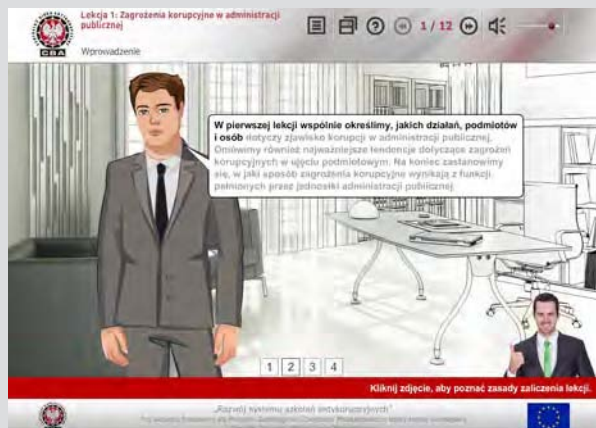 Lekcja 1: Zagrożenia korupcyjne w administracji
publicznej
1 / 12
CBA
Wprowadzenie
W pierwszej lekcji wspólnie określimy, jakich działań, podmiotów
i osób dotyczy zjawisko korupcji w administracji publicznej.
Omówimy również najważniejsze tendencje dotyczące zagrożeń
korupcyjnych w ujęciu podmiotowym. Na koniec zastanowimy
się, w jaki sposób zagrożenia korupcyjne wynikają z funkcji
pełnionych przez jednostki administracji publicznej.
1 2 3 4
Kliknij zdjęcie, aby poznać zasady zaliczenia lekcji.
„Rozwój systemu szkoleń antykorupcyjnych"